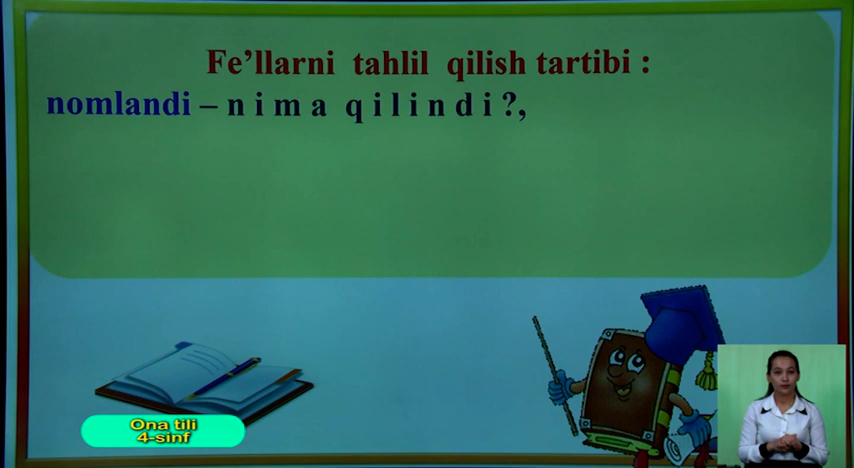 Fe’llarni tahlil qilish tartibi :
nomlandi – n i m a q i l i n d i ?,
Ona tili
4-sinf